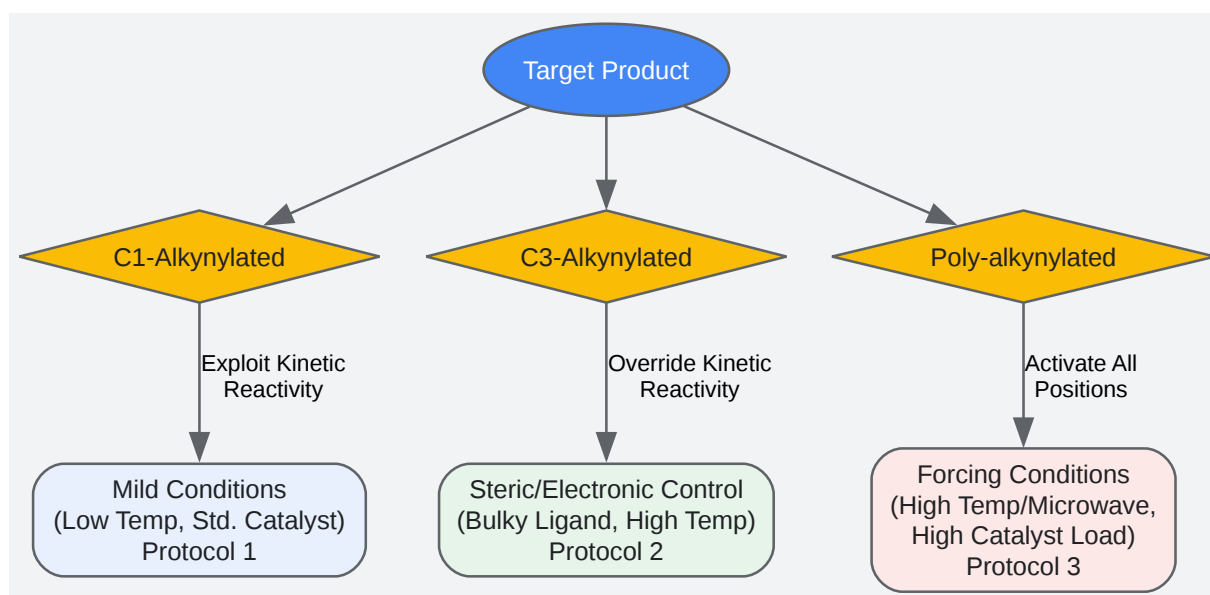 Target Product
C1-Alkynylated
C3-Alkynylated
Poly-alkynylated
Exploit Kinetic
Reactivity
Override Kinetic
Reactivity
Activate All
Positions
Mild Conditions
(Low Temp, Std. Catalyst)
Protocol 1
Steric/Electronic Control
(Bulky Ligand, High Temp)
Protocol 2
Forcing Conditions
(High Temp/Microwave,
High Catalyst Load)
Protocol 3